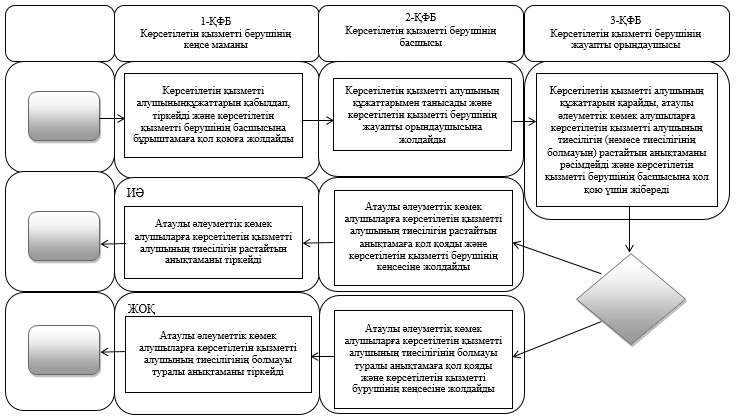 1-ҚФБ
Көрсетілетін қызметті берушінің
кеңсе маманы
2-ҚФБ
Көрсетілетін қызметті берушінің
басшысы
3-ҚФБ
Көрсетілетін қызметті берушінің
жауапты орындаушысы
Көрсетілетін қызметті
алушыныңқұжаттарын қабылдап,
тіркейді және көрсетілетін
қызметті берушінің басшысына
бұрыштамаға қол қоюға жолдайды
Көрсетілетін қызметті алушының
құжаттарымен танысады және
көрсетілетін қызметті берушінің
жауапты орындаушысына
жолдайды
Көрсетілетін қызметті алушының
құжаттарын қарайды, атаулы
әлеуметтік көмек алушыларға
көрсетілетін қызметті алушының
тиесілігін (немесе тиесілігінің
болмауын) растайтын анықтаманы
рәсімдейді және көрсетілетін
қызметті берушінің басшысына қол
қою үшін жібереді
ИӘ
Атаулы әлеуметтік көмек
алушыларға көрсетілетін қызметті
алушының тиесілігін растайтын
анықтаманы тіркейді
Атаулы әлеуметтік көмек
алушыларға көрсетілетін қызметті
алушының тиесілігін растайтын
анықтамаға қол қояды және
көрсетілетін қызметті берушінің
кеңсесіне жолдайды
ЖОҚ
Атаулы әлеуметтік көмек
алушыларға көрсетілетін қызметті
алушының тиесілігінің болмауы
туралы анықтаманы тіркейді
Атаулы әлеуметтік көмек
алушыларға көрсетілетін қызметті
алушының тиесілігінің болмауы
туралы анықтамаға қол қояды
және көрсетілетін қызметті
бурушінің кеңсесіне жолдайды